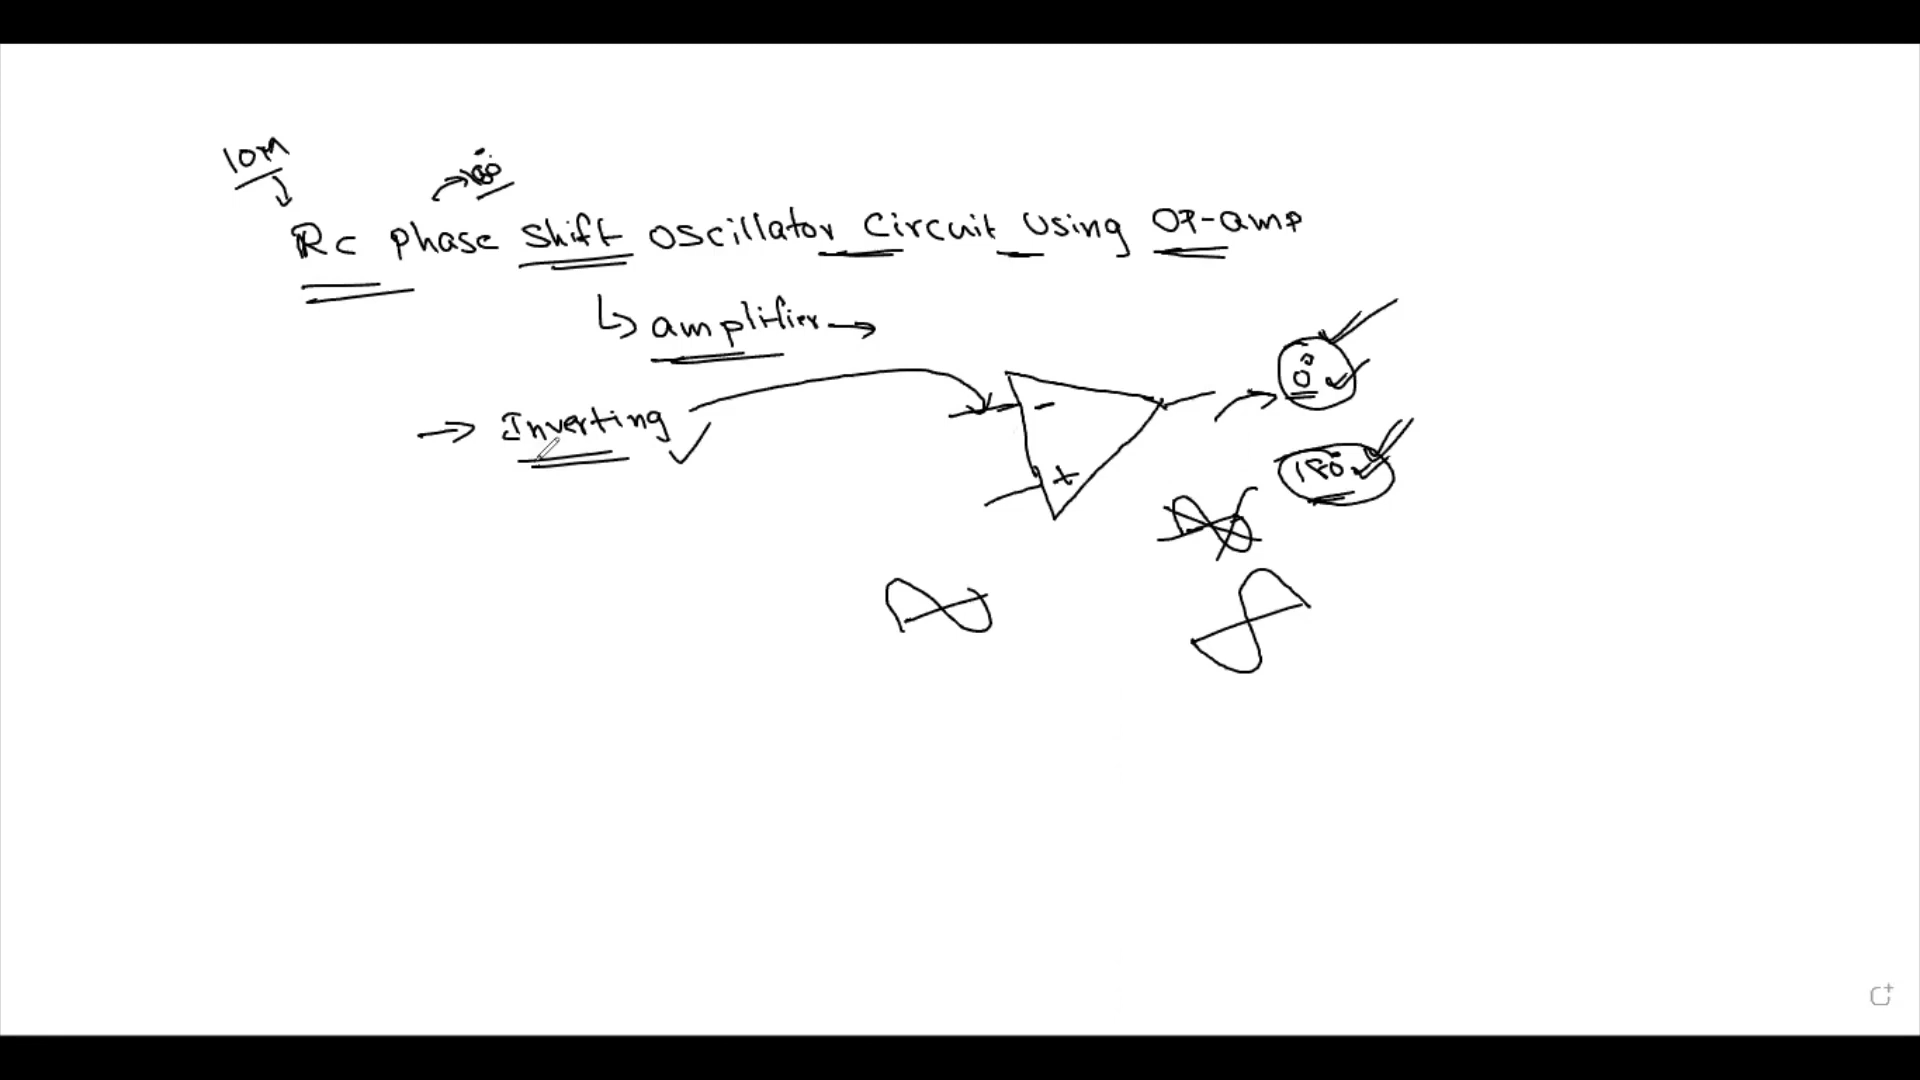 10M
180°
Rc phase shift oscillator circuit using OP-amp
↳ amplifier →
→ Inverting ✓
-
+
0°
180°